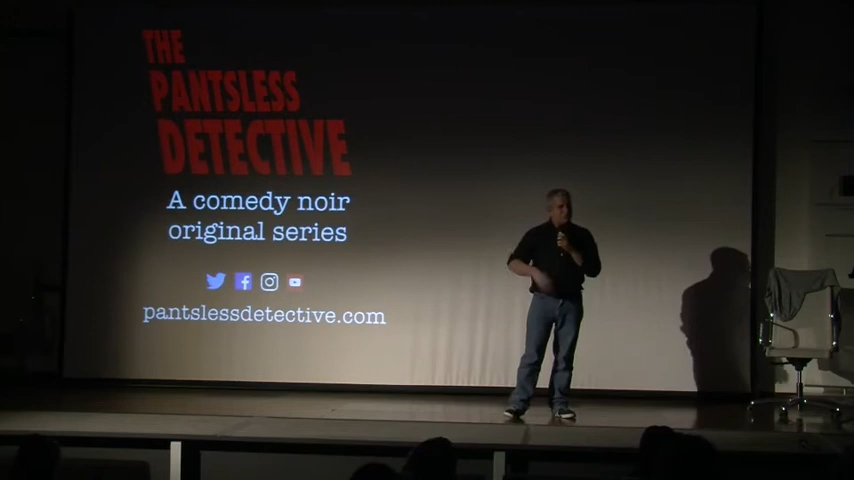 THE
PANTSLESS
DETECTIVE
A comedy noir
original series
pantslessdetective.com